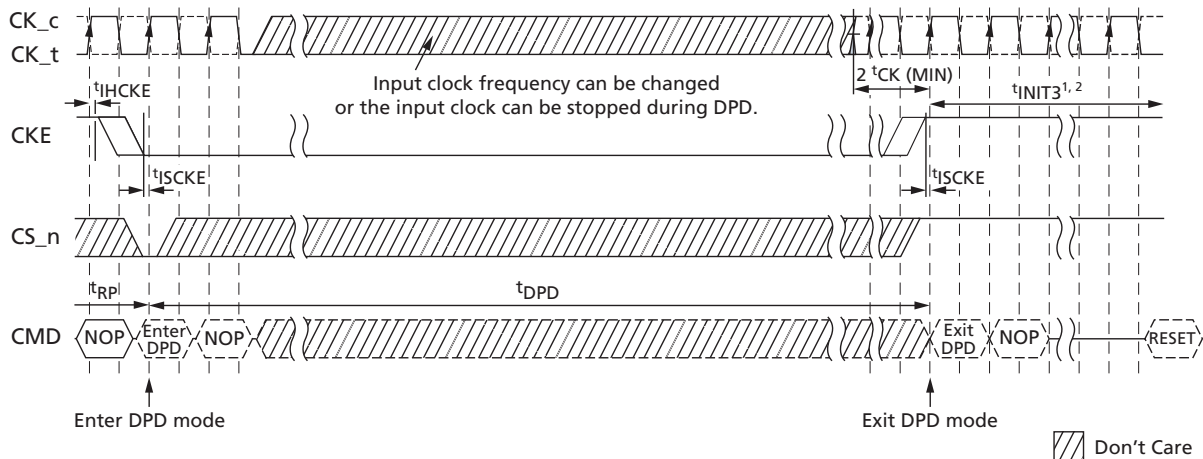 CK_c
CK_t
Input clock frequency can be changed
or the input clock can be stopped during DPD.
2 tCK (MIN)
tIHCKE
tINIT31, 2
CKE
tISCKE
tISCKE
CS_n
tRP
tDPD
CMD
NOP
Enter
DPD
NOP
Exit
DPD
NOP
RESET
Enter DPD mode
Exit DPD mode
Don't Care